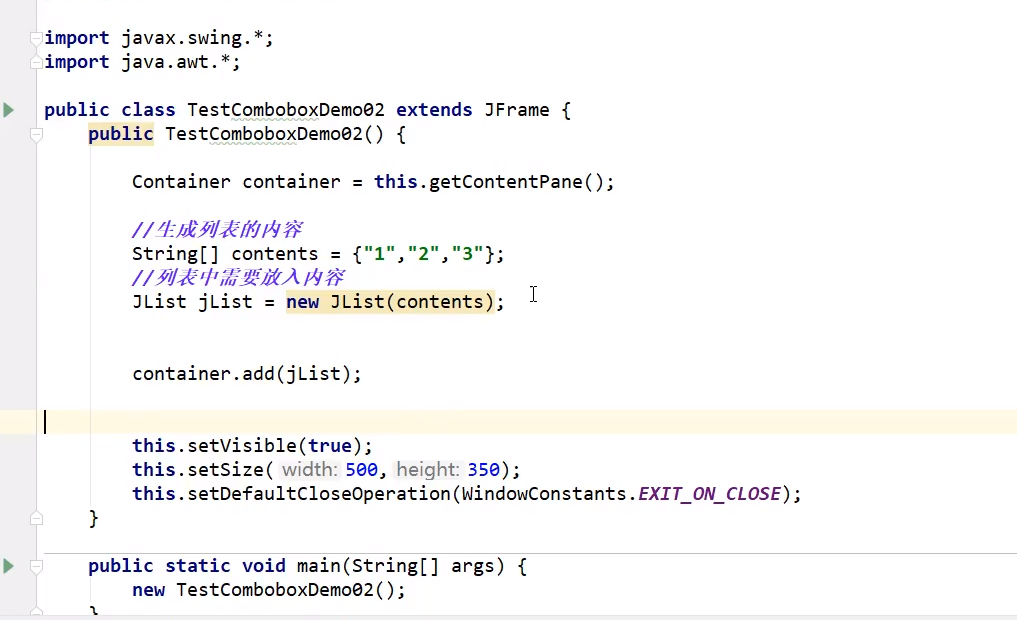 import javax.swing.*;
import java.awt.*;
public class TestComboboxDemo02 extends JFrame {
public TestComboboxDemo02() {
Container container = this.getContentPane();
//生成列表的内容
String[] contents = {"1","2","3"};
//列表中需要放入内容
JList jList = new JList(contents);
container.add(jList);
this.setVisible(true);
this.setSize( width: 500, height: 350);
this.setDefaultCloseOperation(WindowConstants.EXIT_ON_CLOSE);
}
public static void main(String[] args) {
new TestComboboxDemo02();
}